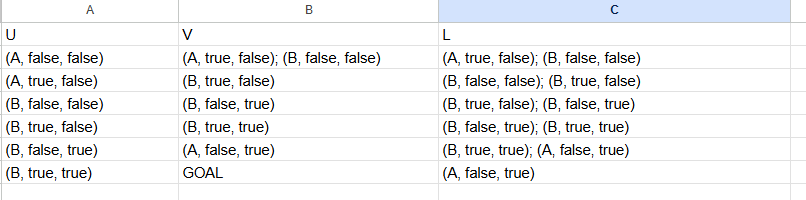 A B C
U V L
(A, false, false) (A, true, false); (B, false, false) (A, true, false); (B, false, false)
(A, true, false) (B, true, false) (B, false, false); (B, true, false)
(B, false, false) (B, false, true) (B, true, false); (B, false, true)
(B, true, false) (B, true, true) (B, false, true); (B, true, true)
(B, false, true) (A, false, true) (B, true, true); (A, false, true)
(B, true, true) GOAL (A, false, true)